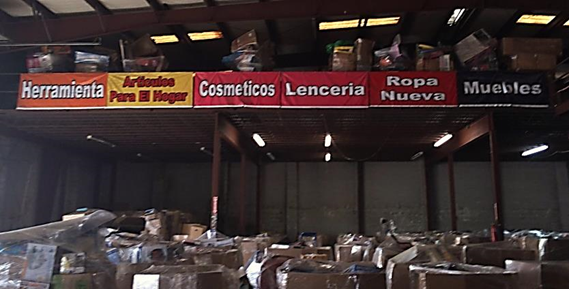 Herramienta
Articulos
Para El Hogar
Cosmeticos
Lenceria
Ropa
Nueva
Muebles